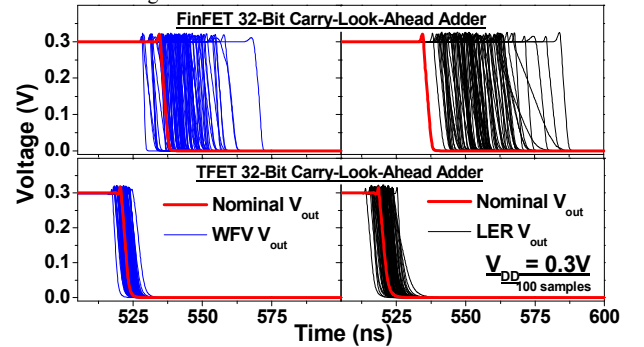 FinFET 32-Bit Carry-Look-Ahead Adder
0.3
0.2
0.1
0.0
TFET 32-Bit Carry-Look-Ahead Adder
0.3
0.2
0.1
0.0
Voltage (V)
Nominal Vout
WFV Vout
Nominal Vout
LER Vout
VDD = 0.3V
100 samples
525 550 575 525 550 575 600
Time (ns)